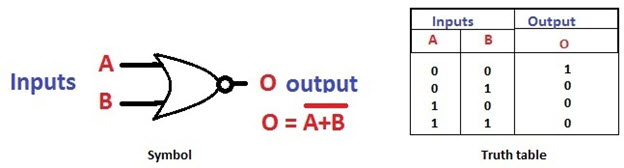 Inputs
A
B
O output
O = A+B
Symbol
Inputs Output
A B O
0 0 1
0 1 0
1 0 0
1 1 0
Truth table